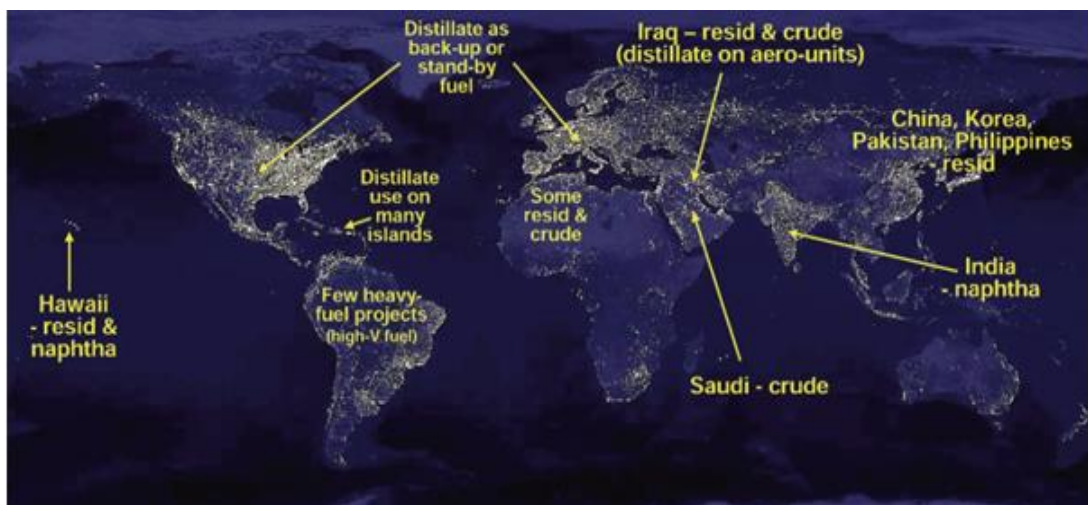 Distillate as
back-up or
stand-by
fuel
Iraq – resid & crude
(distillate on aero-units)
China, Korea,
Pakistan, Philippines
- resid
Distillate
use on
many
islands
Some
resid &
crude
Hawaii
- resid &
naphtha
Few heavy-
fuel projects
(high-V fuel)
India
- naphtha
Saudi - crude